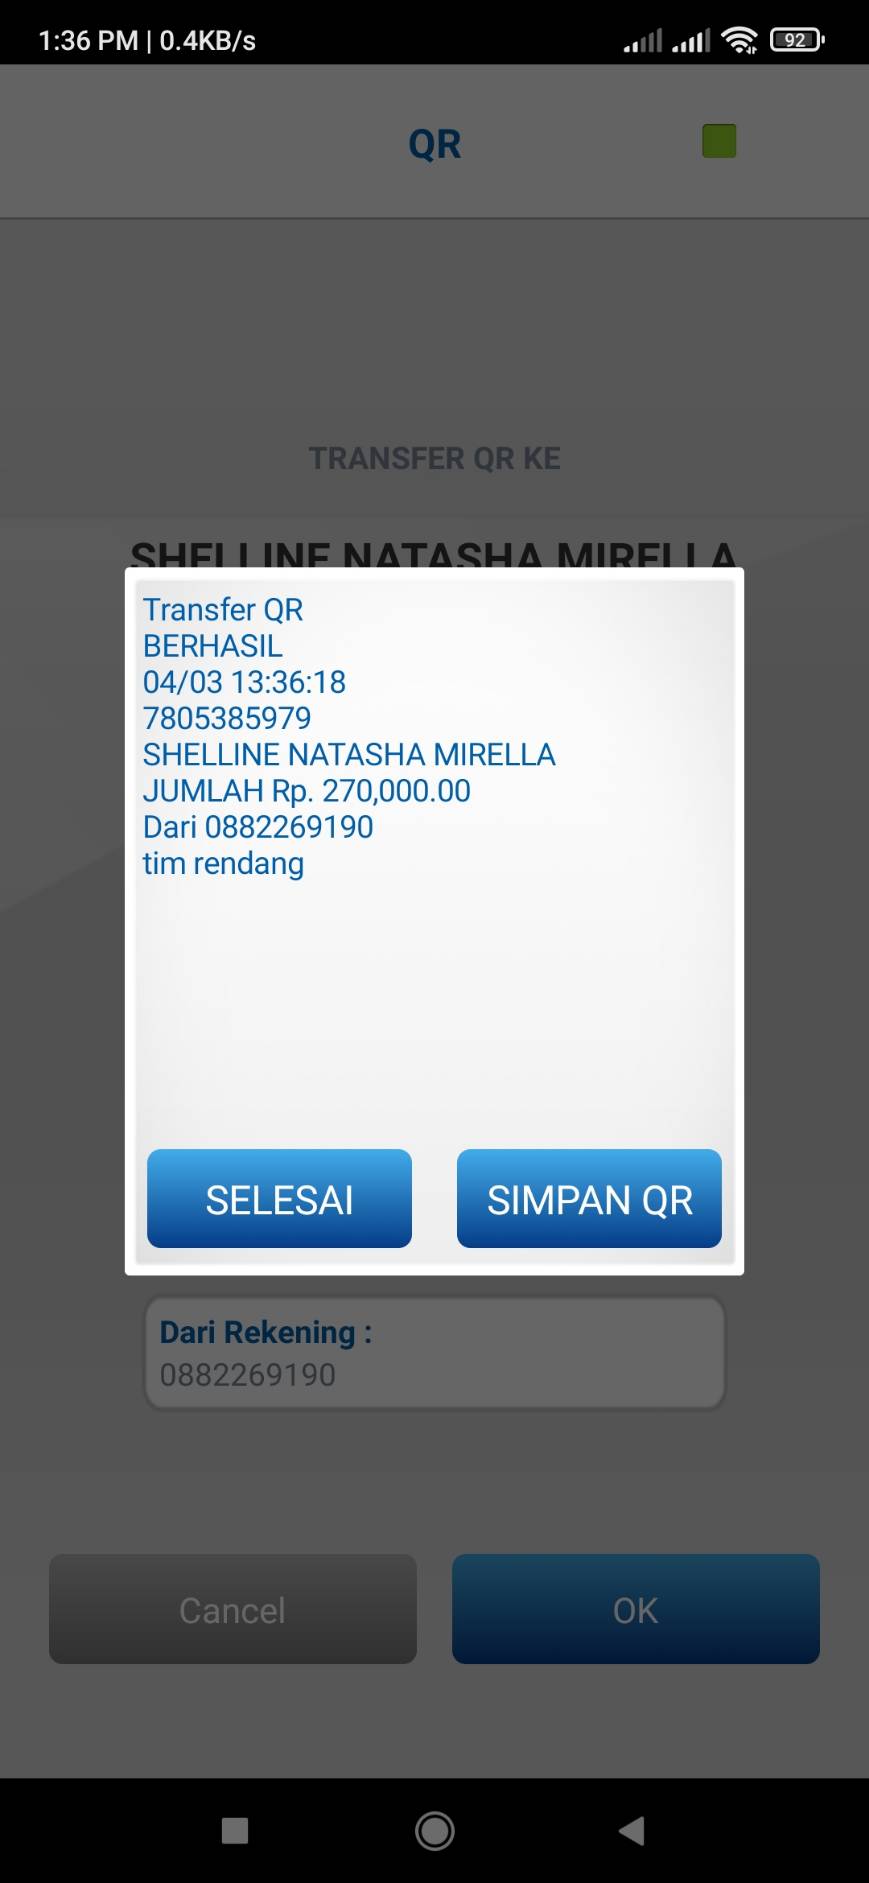 1:36 PM | 0.4KB/s
92
QR
TRANSFER QR KE
SHELLINE NATASHA MIRELLA
Transfer QR
BERHASIL
04/03 13:36:18
7805385979
SHELLINE NATASHA MIRELLA
JUMLAH Rp. 270,000.00
Dari 0882269190
tim rendang
SELESAI
SIMPAN QR
Dari Rekening :
0882269190
Cancel
OK